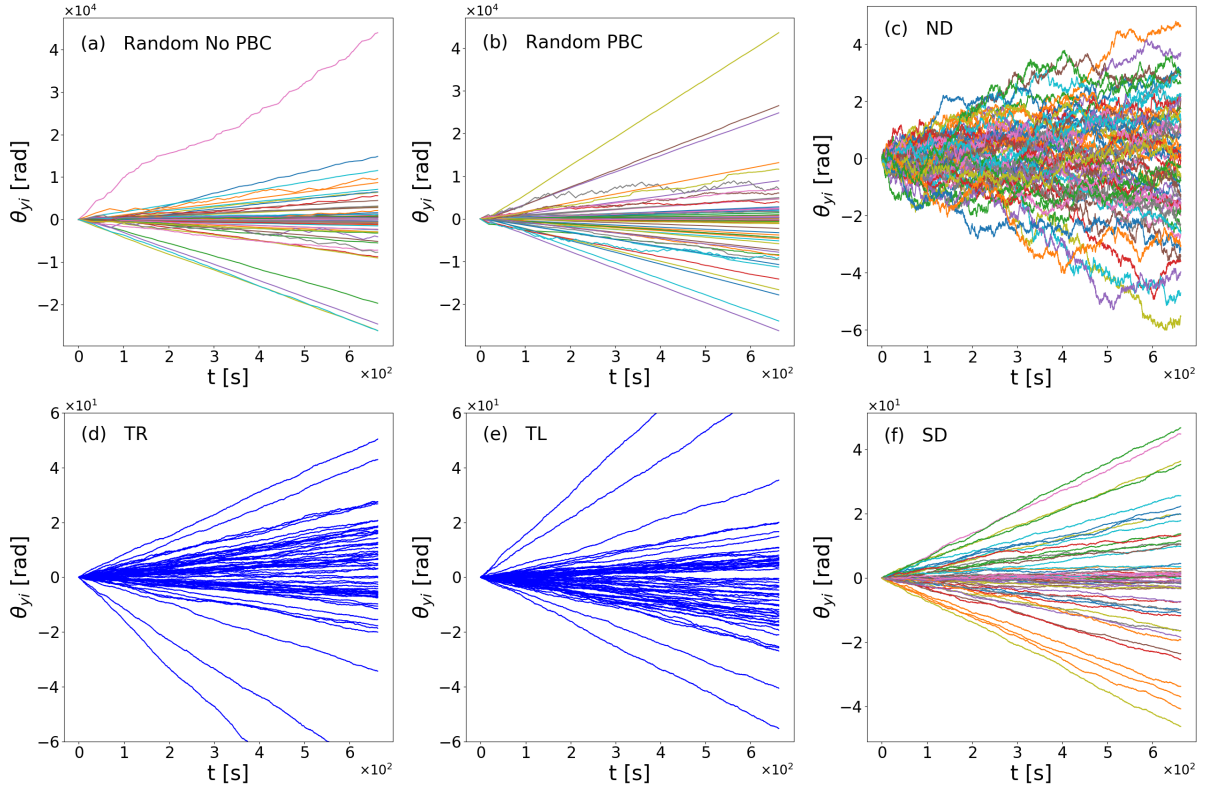 ×10⁴
(a) Random No PBC
θyi [rad]
4
3
2
1
0
−1
−2
0 1 2 3 4 5 6
×10²
t [s]
×10⁴
(b) Random PBC
θyi [rad]
4
3
2
1
0
−1
−2
0 1 2 3 4 5 6
×10²
t [s]
(c) ND
θyi [rad]
4
2
0
−2
−4
−6
0 1 2 3 4 5 6
×10²
t [s]
×10¹
(d) TR
θyi [rad]
6
4
2
0
−2
−4
−6
0 1 2 3 4 5 6
×10²
t [s]
×10¹
(e) TL
θyi [rad]
6
4
2
0
−2
−4
−6
0 1 2 3 4 5 6
×10²
t [s]
×10¹
(f) SD
θyi [rad]
4
2
0
−2
−4
0 1 2 3 4 5 6
×10²
t [s]